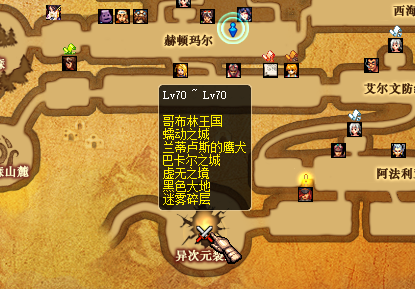 西海
赫顿玛尔
Lv70 ~ Lv70
艾尔文防
哥布林王国
蠕动之城
兰蒂卢斯的鹰犬
巴卡尔之城
虚无之境
黑色大地
迷雾碎层
山麓
阿法利
异次元裂